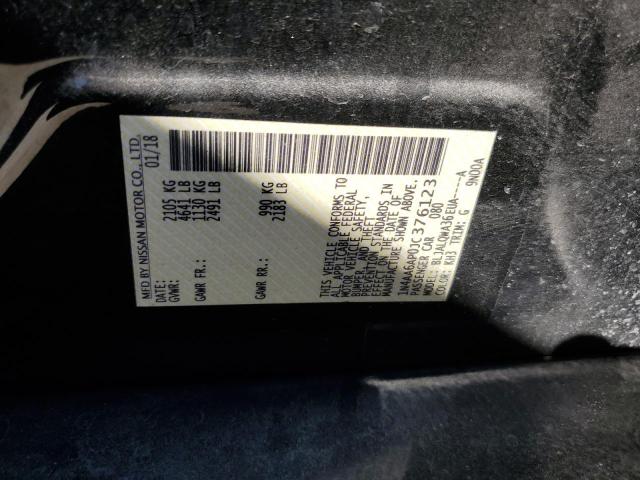 MFD BY NISSAN MOTOR CO., LTD.
DATE: 01/18
GVWR: 2105 KG
4641 LB
GAWR FR.: 1130 KG
2491 LB
GAWR RR.: 990 KG
2183 LB
THIS VEHICLE CONFORMS TO
ALL APPLICABLE FEDERAL
MOTOR VEHICLE SAFETY,
BUMPER, AND THEFT
PREVENTION STANDARDS IN
EFFECT ON THE DATE OF
MANUFACTURE SHOWN ABOVE.
1N4AA6AP0JC376123
PASSENGER CAR 080
MODEL: BLJALQWA36EUA----A
COLOR: KH3 TRIM: G 9N00A